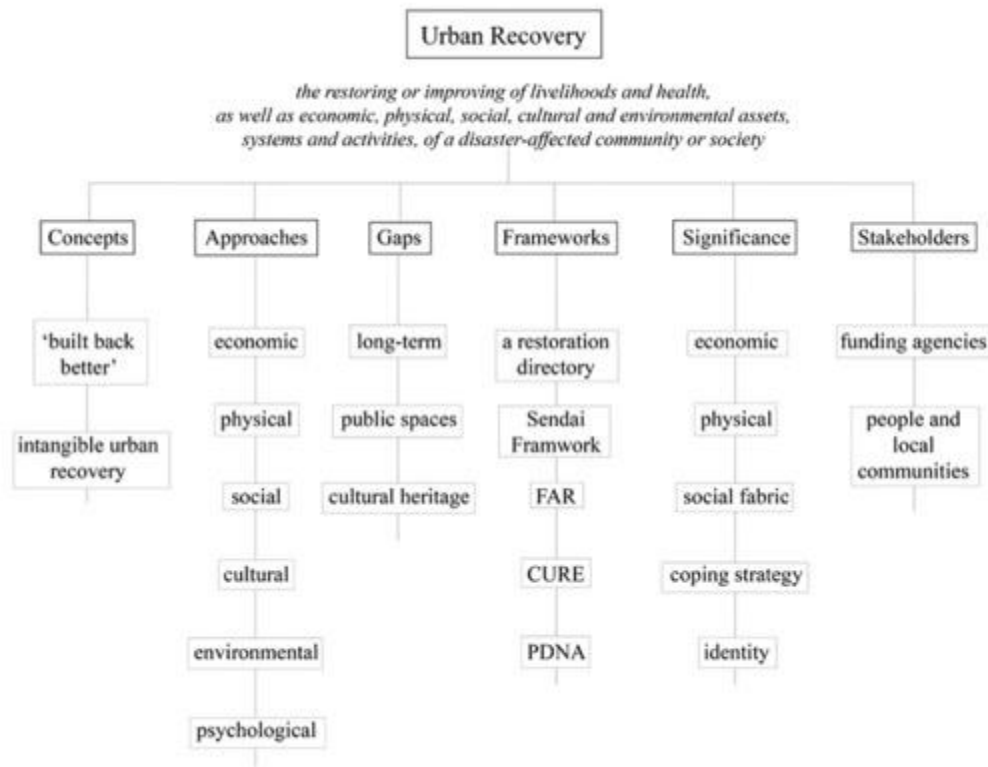 Urban Recovery
the restoring or improving of livelihoods and health,
as well as economic, physical, social, cultural and environmental assets,
systems and activities, of a disaster-affected community or society
Concepts
Approaches
Gaps
Frameworks
Significance
Stakeholders
‘built back
better’
intangible urban
recovery
economic
physical
social
cultural
environmental
psychological
long-term
public spaces
cultural heritage
a restoration
directory
Sendai
Framwork
FAR
CURE
PDNA
economic
physical
social fabric
coping strategy
identity
funding agencies
people and
local
communities